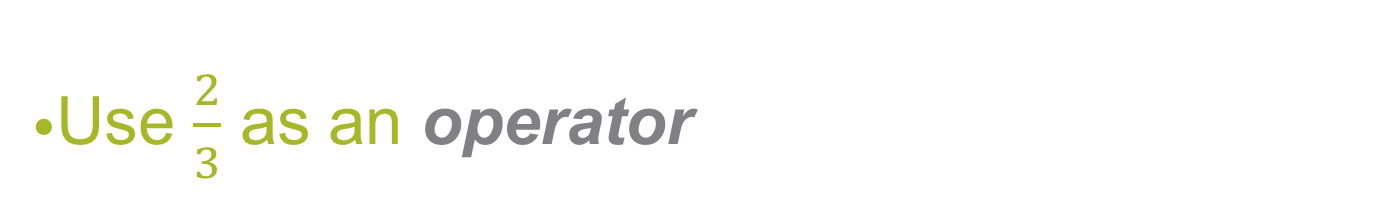 •Use 2/3 as an operator